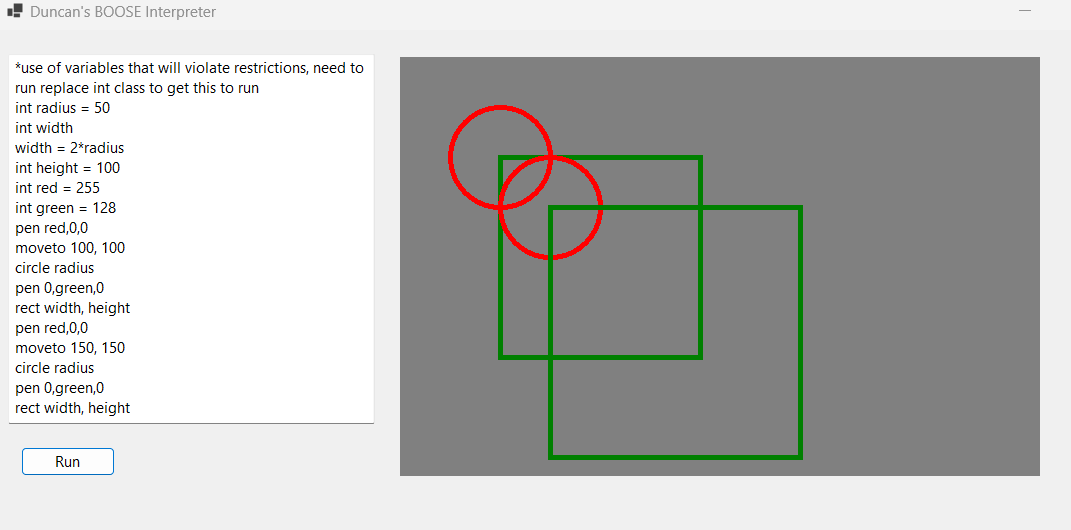 Duncan's BOOSE Interpreter
*use of variables that will violate restrictions, need to
run replace int class to get this to run
int radius = 50
int width
width = 2*radius
int height = 100
int red = 255
int green = 128
pen red,0,0
moveto 100, 100
circle radius
pen 0,green,0
rect width, height
pen red,0,0
moveto 150, 150
circle radius
pen 0,green,0
rect width, height
Run